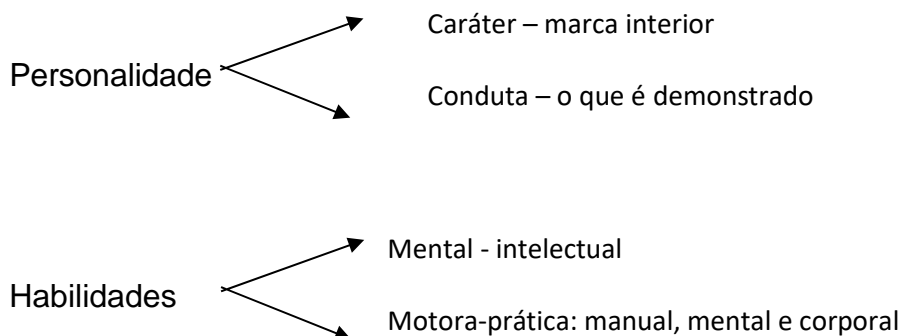 Caráter – marca interior
Personalidade
Conduta – o que é demonstrado
Mental - intelectual
Habilidades
Motora-prática: manual, mental e corporal